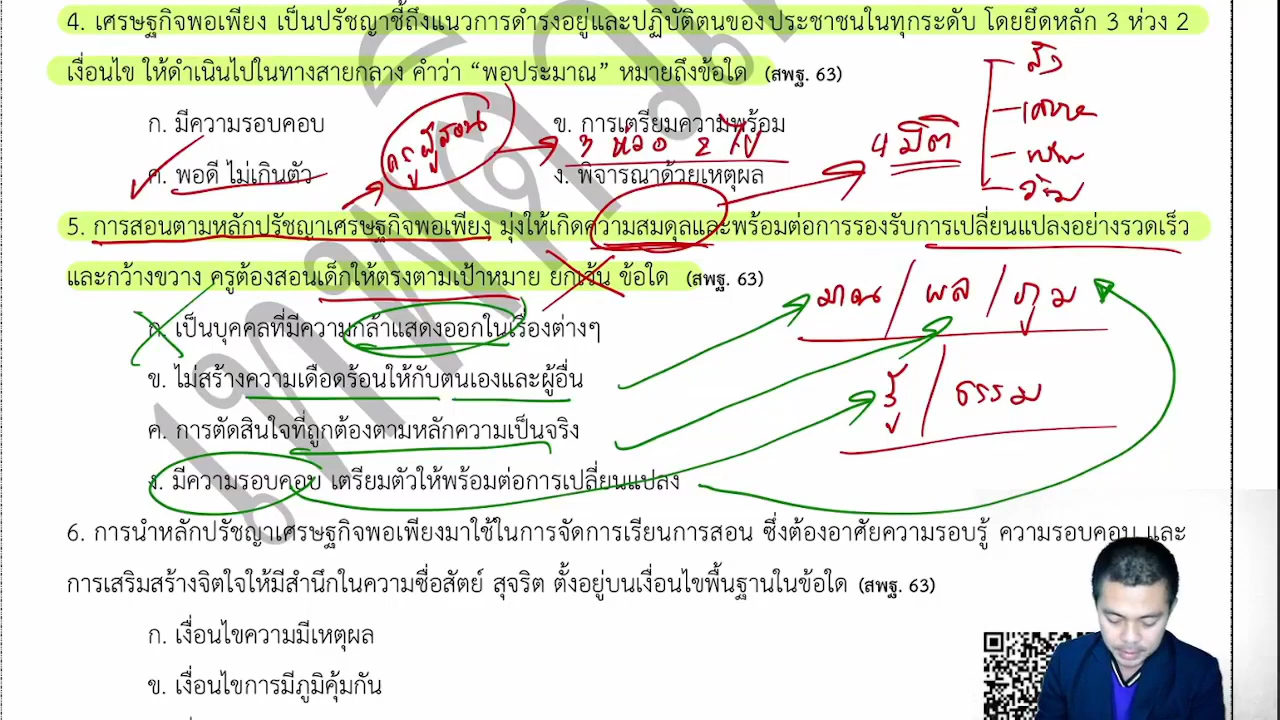 4. เศรษฐกิจพอเพียง เป็นปรัชญาชี้ถึงแนวการดำรงอยู่และปฏิบัติตนของประชาชนในทุกระดับ โดยยึดหลัก 3 ห่วง 2
เงื่อนไข ให้ดำเนินไปในทางสายกลาง คำว่า “พอประมาณ” หมายถึงข้อใด (สพฐ. 63)
ก. มีความรอบคอบ ข. การเตรียมความพร้อม
ครูผู้สอน 3 ห่วง 2 4 มิติ
ค. พอดี ไม่เกินตัว ง. พิจารณาด้วยเหตุผล
5. การสอนตามหลักปรัชญาเศรษฐกิจพอเพียง มุ่งให้เกิดความสมดุลและพร้อมต่อการรองรับการเปลี่ยนแปลงอย่างรวดเร็ว
และกว้างขวาง ครูต้องสอนเด็กให้ตรงตามเป้าหมาย ยกเว้น ข้อใด (สพฐ. 63)
มาณ / ผล / ภูมิ
ก. เป็นบุคคลที่มีความกล้าแสดงออกในเรื่องต่างๆ
ข. ไม่สร้างความเดือดร้อนให้กับตนเองและผู้อื่น
รู้ / ธรรม
ค. การตัดสินใจที่ถูกต้องตามหลักความเป็นจริง
ง. มีความรอบคอบ เตรียมตัวให้พร้อมต่อการเปลี่ยนแปลง
6. การนำหลักปรัชญาเศรษฐกิจพอเพียงมาใช้ในการจัดการเรียนการสอน ซึ่งต้องอาศัยความรอบรู้ ความรอบคอบ และ
การเสริมสร้างจิตใจให้มีสำนึกในความซื่อสัตย์ สุจริต ตั้งอยู่บนเงื่อนไขพื้นฐานในข้อใด (สพฐ. 63)
ก. เงื่อนไขความมีเหตุผล
ข. เงื่อนไขการมีภูมิคุ้มกัน